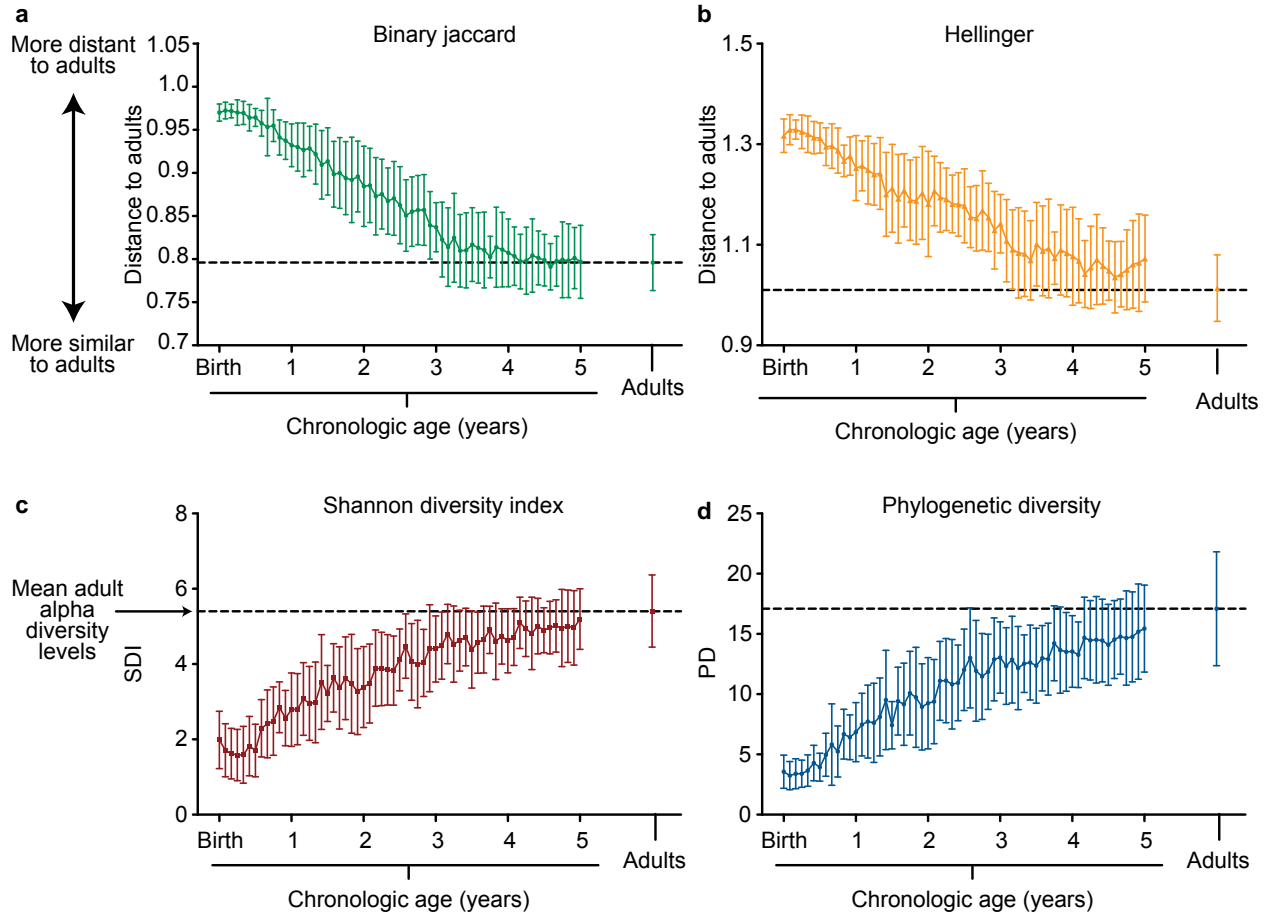 a
Binary jaccard
More distant
to adults
More similar
to adults
Distance to adults
1.05
1.0
0.95
0.9
0.85
0.8
0.75
0.7
Birth 1 2 3 4 5
Adults
Chronologic age (years)
b
Hellinger
Distance to adults
1.5
1.3
1.1
0.9
Birth 1 2 3 4 5
Adults
Chronologic age (years)
c
Shannon diversity index
Mean adult
alpha
diversity
levels
SDI
8
6
4
2
0
Birth 1 2 3 4 5
Adults
Chronologic age (years)
d
Phylogenetic diversity
PD
25
20
15
10
5
0
Birth 1 2 3 4 5
Adults
Chronologic age (years)